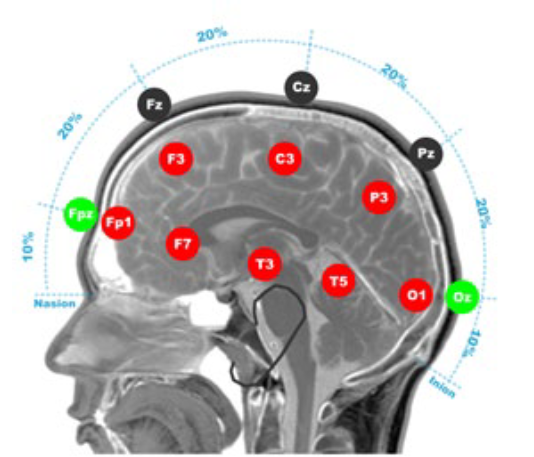 20%
Cz
20%
Fz
20%
F3
C3
Pz
P3
20%
Fpz
Fp1
F7
10%
T3
T5
O1
Oz
Nasion
10%
Inion